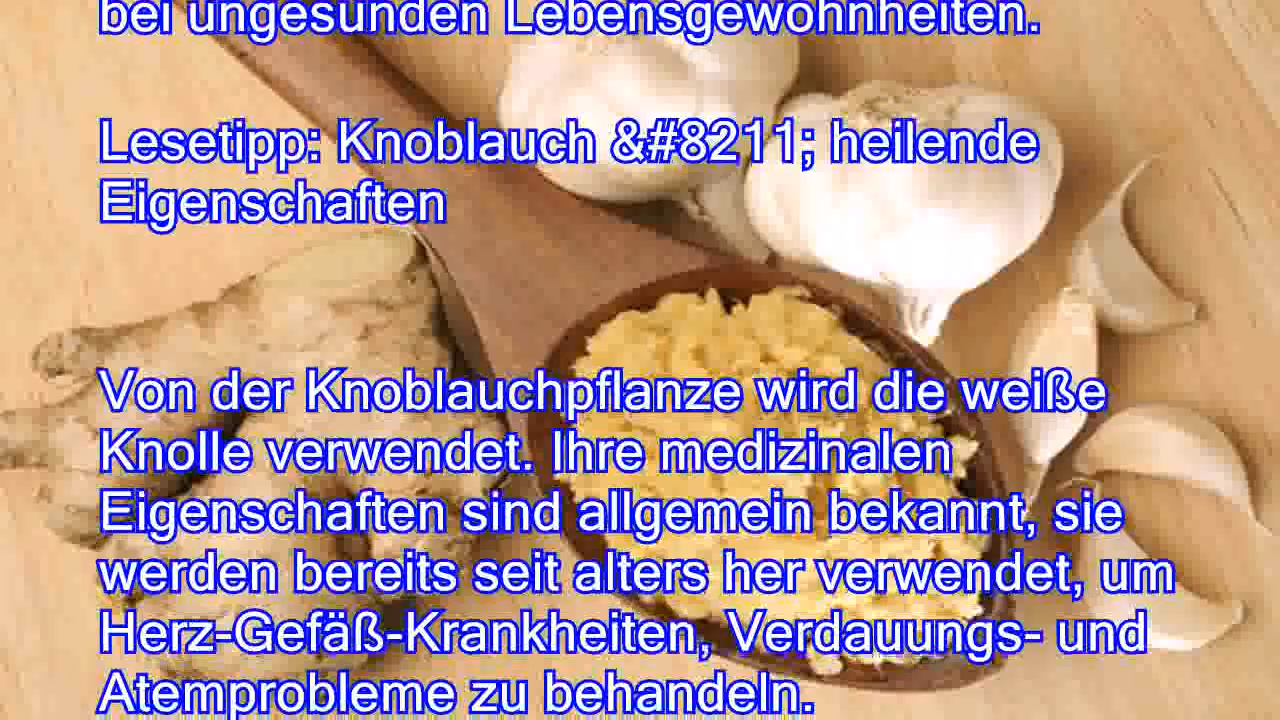 bei ungesunden Lebensgewohnheiten.
Lesetipp: Knoblauch &#8211; heilende
Eigenschaften
Von der Knoblauchpflanze wird die weiße
Knolle verwendet. Ihre medizinalen
Eigenschaften sind allgemein bekannt, sie
werden bereits seit alters her verwendet, um
Herz-Gefäß-Krankheiten, Verdauungs- und
Atemprobleme zu behandeln.